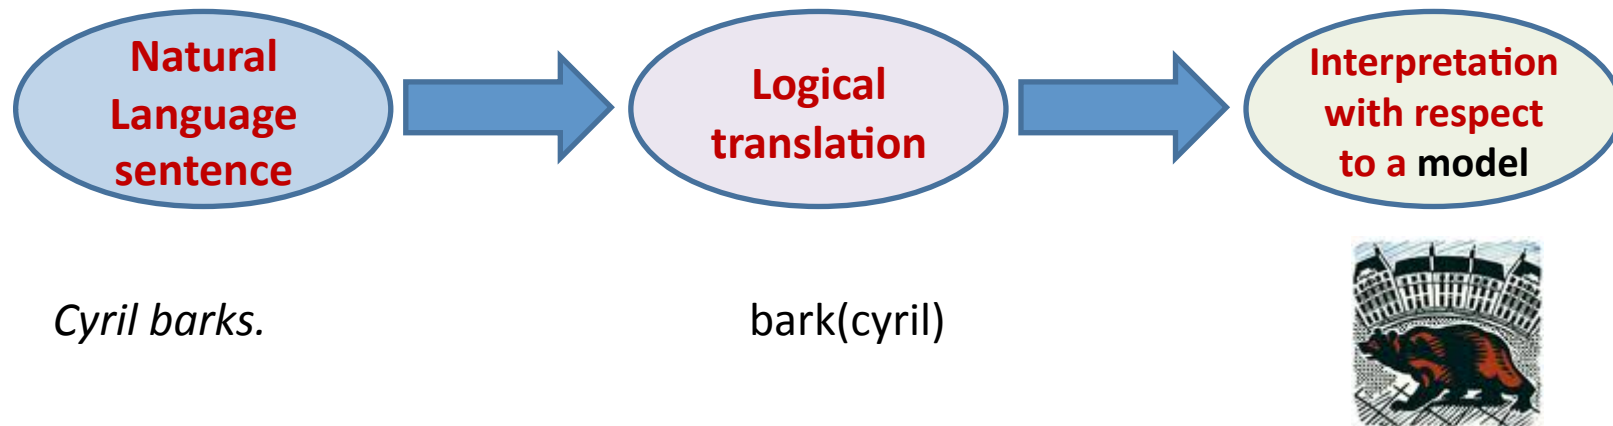 Natural
Language
sentence
Logical
translation
Interpretation
with respect
to a model
Cyril barks.
bark(cyril)